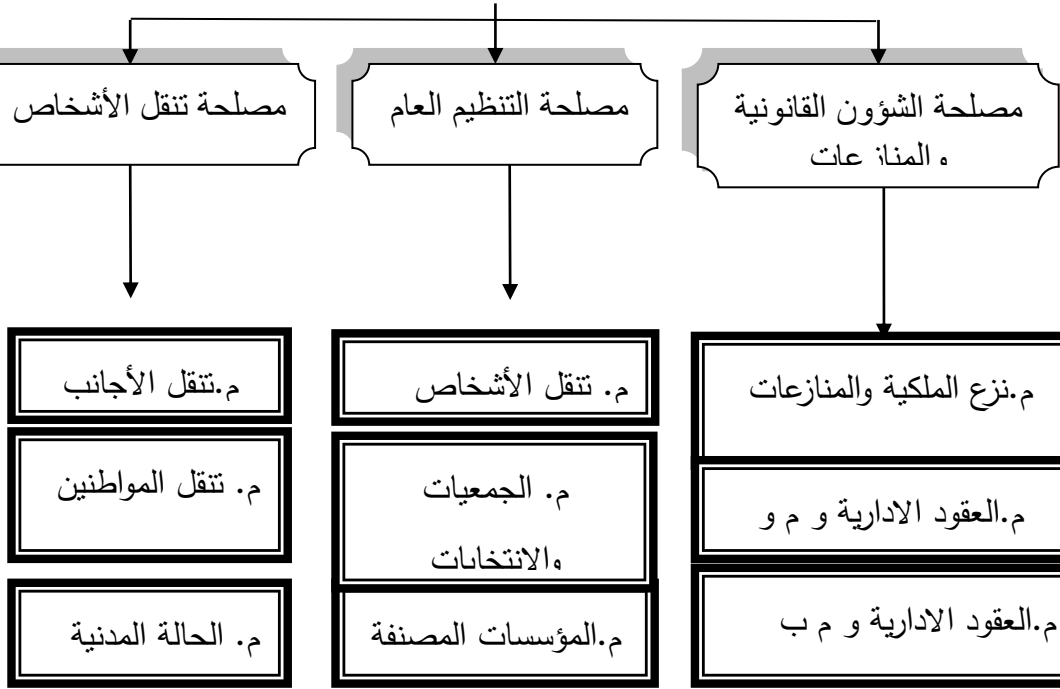 مصلحة الشؤون القانونية
و المنازعات
مصلحة التنظيم العام
مصلحة تنقل الأشخاص
م.نزع الملكية والمنازعات
م. تنقل الأشخاص
م.تنقل الأجانب
م.العقود الادارية و م و
م. الجمعيات
والانتخابات
م. تنقل المواطنين
م.العقود الادارية و م ب
م.المؤسسات المصنفة
م. الحالة المدنية